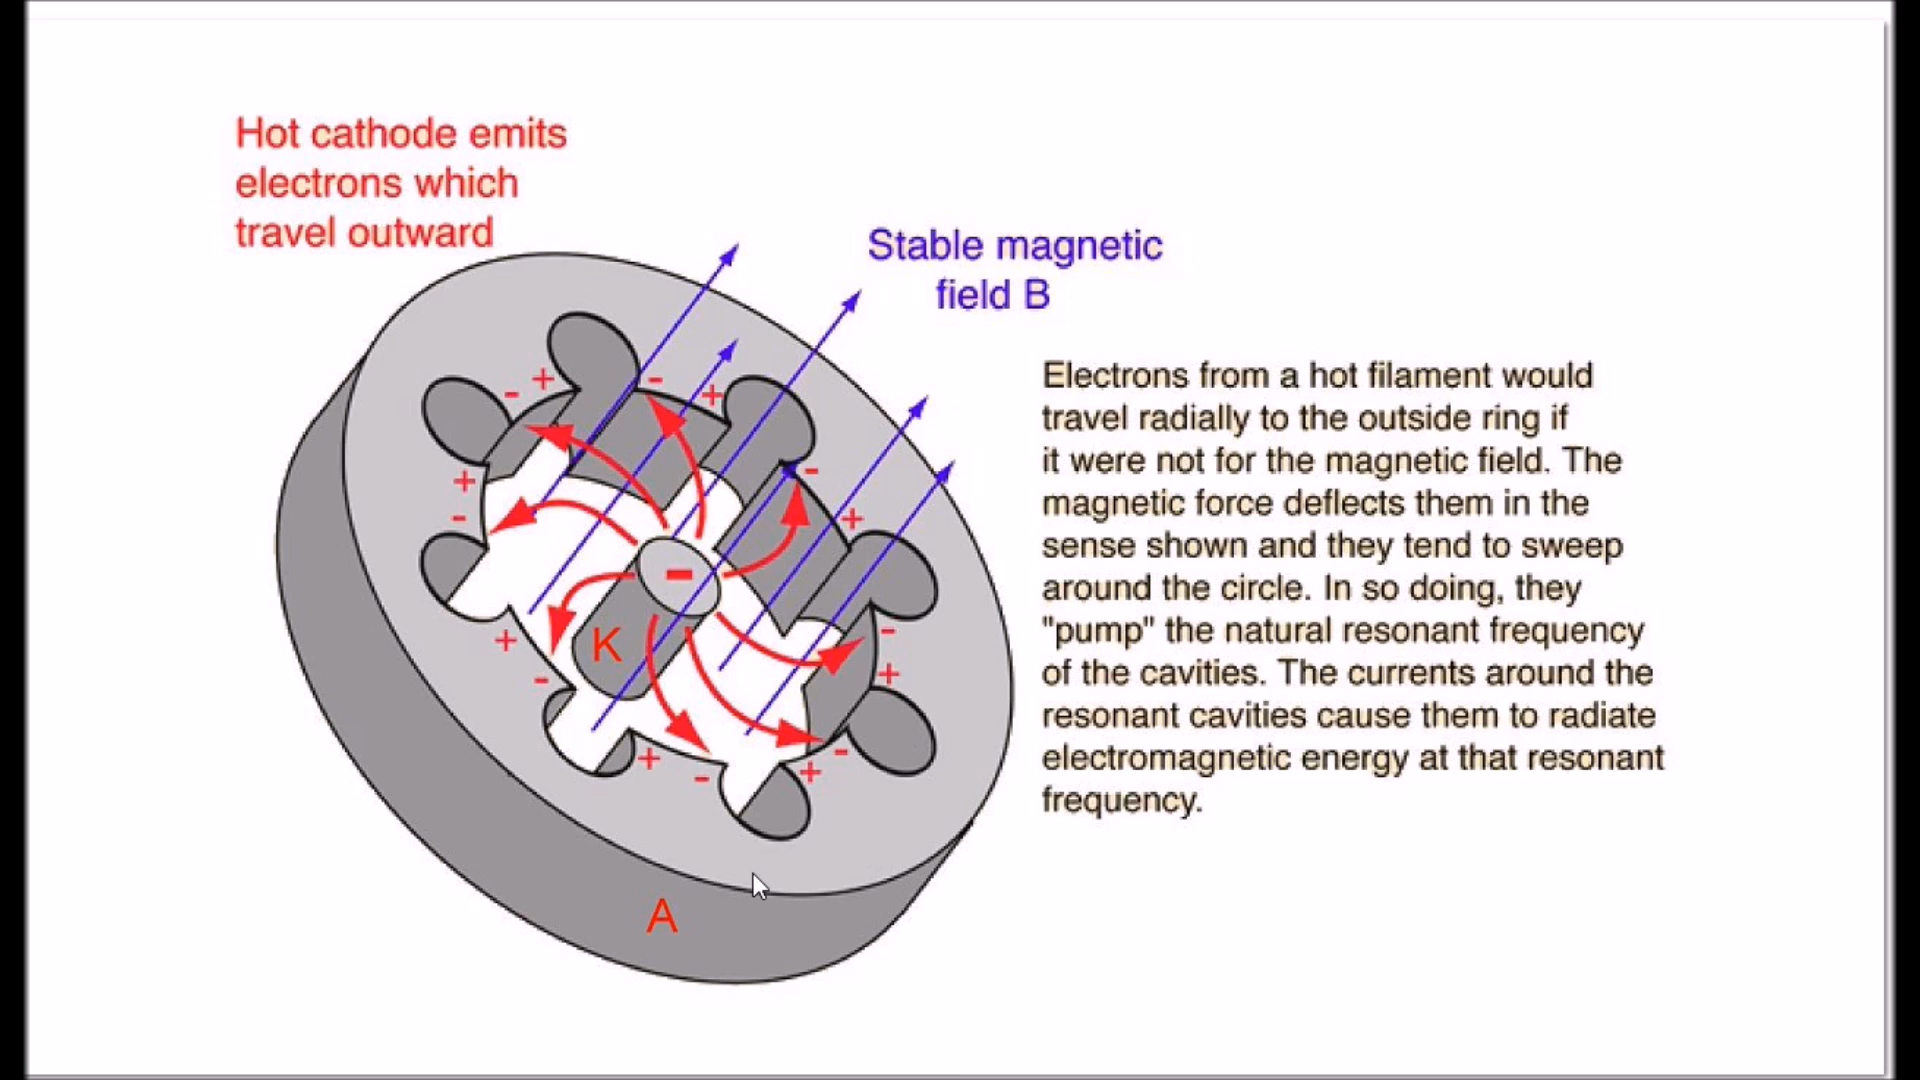 Hot cathode emits
electrons which
travel outward
Stable magnetic
field B
Electrons from a hot filament would
travel radially to the outside ring if
it were not for the magnetic field. The
magnetic force deflects them in the
sense shown and they tend to sweep
around the circle. In so doing, they
"pump" the natural resonant frequency
of the cavities. The currents around the
resonant cavities cause them to radiate
electromagnetic energy at that resonant
frequency.
K
A